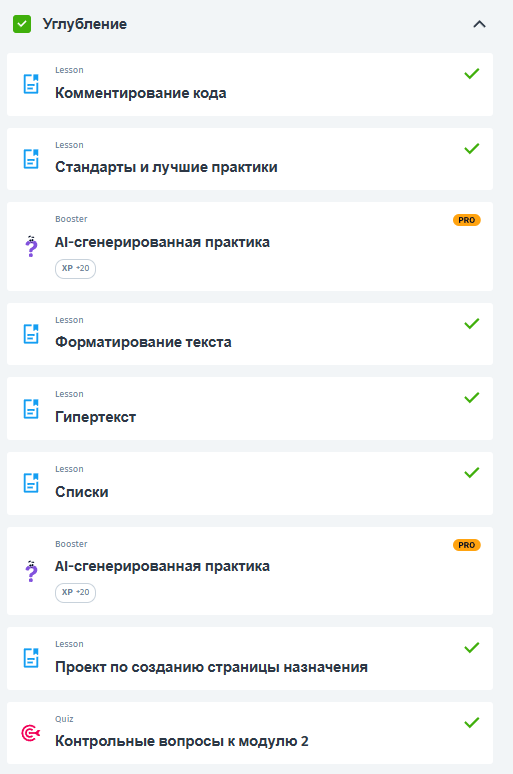 Углубление
Lesson
Комментирование кода
Lesson
Стандарты и лучшие практики
Booster
PRO
AI-сгенерированная практика
XP +20
Lesson
Форматирование текста
Lesson
Гипертекст
Lesson
Списки
Booster
PRO
AI-сгенерированная практика
XP +20
Lesson
Проект по созданию страницы назначения
Quiz
Контрольные вопросы к модулю 2